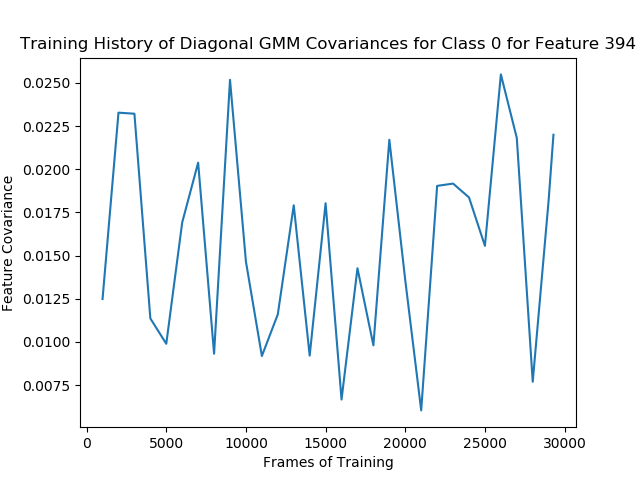 Training History of Diagonal GMM Covariances for Class 0 for Feature 394
Feature Covariance
0.0250
0.0225
0.0200
0.0175
0.0150
0.0125
0.0100
0.0075
0 5000 10000 15000 20000 25000 30000
Frames of Training